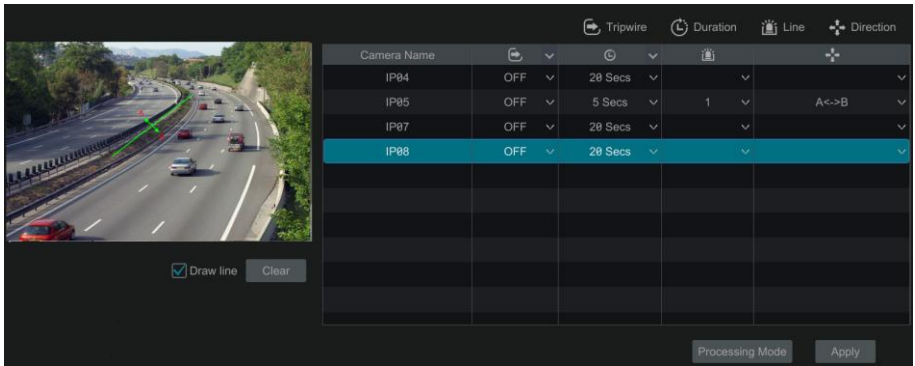 Tripwire Duration Line Direction
Camera Name
IP04 OFF 20 Secs
IP05 OFF 5 Secs 1 A<->B
IP07 OFF 20 Secs
IP08 OFF 20 Secs
Draw line Clear
Processing Mode Apply